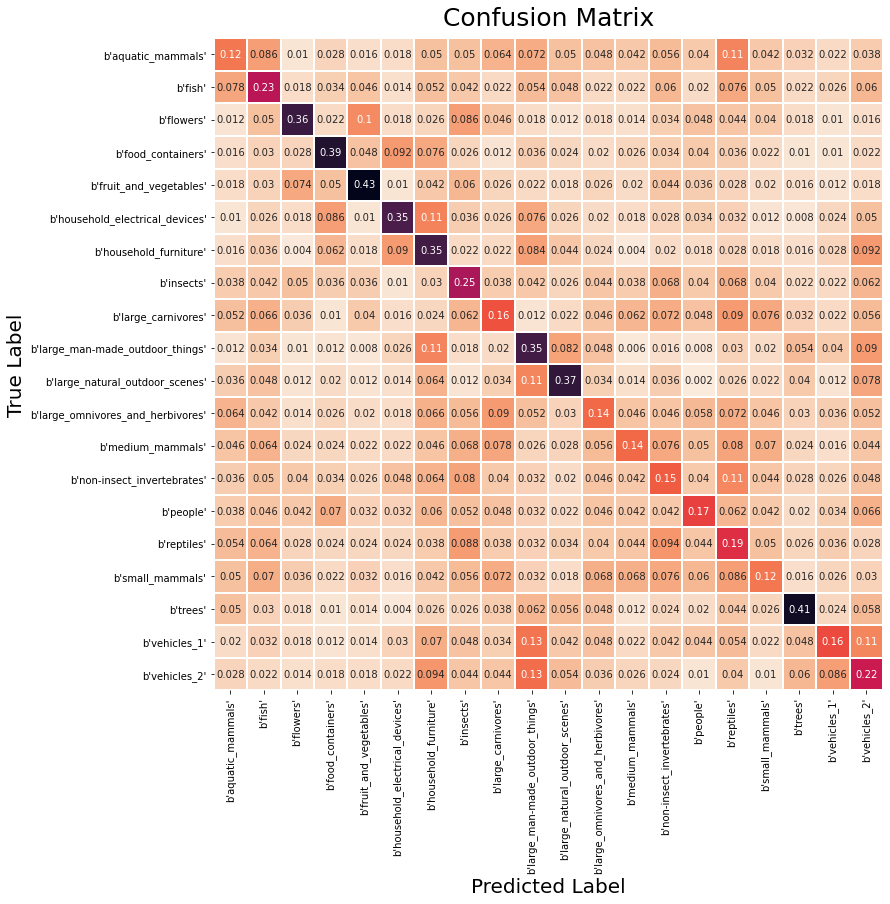 Confusion Matrix
b'aquatic_mammals' 0.12 0.086 0.01 0.028 0.016 0.018 0.05 0.05 0.064 0.072 0.05 0.048 0.042 0.056 0.04 0.11 0.042 0.032 0.022 0.038
b'fish' 0.078 0.23 0.018 0.034 0.046 0.014 0.052 0.042 0.022 0.054 0.048 0.022 0.022 0.06 0.02 0.076 0.05 0.022 0.026 0.06
b'flowers' 0.012 0.05 0.36 0.022 0.1 0.018 0.026 0.086 0.046 0.018 0.012 0.018 0.014 0.034 0.048 0.044 0.04 0.018 0.01 0.016
b'food_containers' 0.016 0.03 0.028 0.39 0.048 0.092 0.076 0.026 0.012 0.036 0.024 0.02 0.026 0.034 0.04 0.036 0.022 0.01 0.01 0.022
b'fruit_and_vegetables' 0.018 0.03 0.074 0.05 0.43 0.01 0.042 0.06 0.026 0.022 0.018 0.026 0.02 0.044 0.036 0.028 0.02 0.016 0.012 0.018
b'household_electrical_devices' 0.01 0.026 0.018 0.086 0.01 0.35 0.11 0.036 0.026 0.076 0.026 0.02 0.018 0.028 0.034 0.032 0.012 0.008 0.024 0.05
b'household_furniture' 0.016 0.036 0.004 0.062 0.018 0.09 0.35 0.022 0.022 0.084 0.044 0.024 0.004 0.02 0.018 0.028 0.018 0.016 0.028 0.092
b'insects' 0.038 0.042 0.05 0.036 0.036 0.01 0.03 0.25 0.038 0.042 0.026 0.044 0.038 0.068 0.04 0.068 0.04 0.022 0.022 0.062
b'large_carnivores' 0.052 0.066 0.036 0.01 0.04 0.016 0.024 0.062 0.16 0.012 0.022 0.046 0.062 0.072 0.048 0.09 0.076 0.032 0.022 0.056
b'large_man-made_outdoor_things' 0.012 0.034 0.01 0.012 0.008 0.026 0.11 0.018 0.02 0.35 0.082 0.048 0.006 0.016 0.008 0.03 0.02 0.054 0.04 0.09
b'large_natural_outdoor_scenes' 0.036 0.048 0.012 0.02 0.012 0.014 0.064 0.012 0.034 0.11 0.37 0.034 0.014 0.036 0.002 0.026 0.022 0.04 0.012 0.078
b'large_omnivores_and_herbivores' 0.064 0.042 0.014 0.026 0.02 0.018 0.066 0.056 0.09 0.052 0.03 0.14 0.046 0.046 0.058 0.072 0.046 0.03 0.036 0.052
b'medium_mammals' 0.046 0.064 0.024 0.024 0.022 0.022 0.046 0.068 0.078 0.026 0.028 0.056 0.14 0.076 0.05 0.08 0.07 0.024 0.016 0.044
b'non-insect_invertebrates' 0.036 0.05 0.04 0.034 0.026 0.048 0.064 0.08 0.04 0.032 0.02 0.046 0.042 0.15 0.04 0.11 0.044 0.028 0.026 0.048
b'people' 0.038 0.046 0.042 0.07 0.032 0.032 0.06 0.052 0.048 0.032 0.022 0.046 0.042 0.042 0.17 0.062 0.042 0.02 0.034 0.066
b'reptiles' 0.054 0.064 0.028 0.024 0.024 0.024 0.038 0.088 0.038 0.032 0.034 0.04 0.044 0.094 0.044 0.19 0.05 0.026 0.036 0.028
b'small_mammals' 0.05 0.07 0.036 0.022 0.032 0.016 0.042 0.056 0.072 0.032 0.018 0.068 0.068 0.076 0.06 0.086 0.12 0.016 0.026 0.03
b'trees' 0.05 0.03 0.018 0.01 0.014 0.004 0.026 0.026 0.038 0.062 0.056 0.048 0.012 0.024 0.02 0.044 0.026 0.41 0.024 0.058
b'vehicles_1' 0.02 0.032 0.018 0.012 0.014 0.03 0.07 0.048 0.034 0.13 0.042 0.048 0.022 0.042 0.044 0.054 0.022 0.048 0.16 0.11
b'vehicles_2' 0.028 0.022 0.014 0.018 0.018 0.022 0.094 0.044 0.044 0.13 0.054 0.036 0.026 0.024 0.01 0.04 0.01 0.06 0.086 0.22
True Label
b'aquatic_mammals'
b'fish'
b'flowers'
b'food_containers'
b'fruit_and_vegetables'
b'household_electrical_devices'
b'household_furniture'
b'insects'
b'large_carnivores'
b'large_man-made_outdoor_things'
b'large_natural_outdoor_scenes'
b'large_omnivores_and_herbivores'
b'medium_mammals'
b'non-insect_invertebrates'
b'people'
b'reptiles'
b'small_mammals'
b'trees'
b'vehicles_1'
b'vehicles_2'
Predicted Label